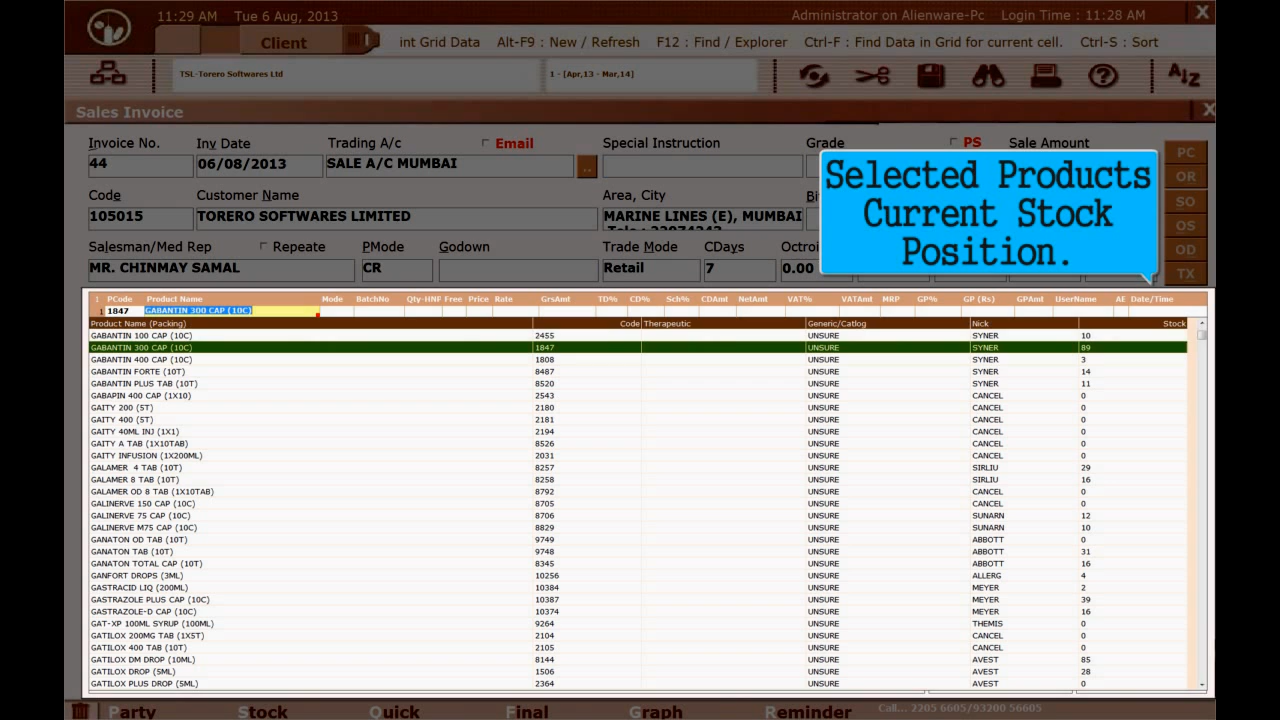 11:29 AM Tue 6 Aug, 2013 Administrator on Alienware-Pc Login Time : 11:28 AM X
Client int Grid Data Alt-F9 : New / Refresh F12 : Find / Explorer Ctrl-F : Find Data in Grid for current cell. Ctrl-S : Sort
TSL-Torero Softwares Ltd 1 - [Apr,13 - Mar,14]
Sales Invoice X
Invoice No. Inv Date Trading A/c Email Special Instruction Grade PS Sale Amount
44 06/08/2013 SALE A/C MUMBAI ..
PC
OR
SO
OS
OD
TX
Selected Products
Current Stock
Position.
Code Customer Name Area, City
105015 TORERO SOFTWARES LIMITED MARINE LINES (E), MUMBAI
Salesman/Med Rep Repeate PMode Godown Trade Mode CDays Octroi
MR. CHINMAY SAMAL CR Retail 7 0.00
PCode Product Name Mode BatchNo Qty-HNP Free Price Rate GrsAmt TD% CD% Sch% CDAmt NetAmt VAT% VATAmt MRP GP% GP (Rs) GPAmt UserName AE Date/Time
1 1847 GABANTIN 300 CAP (10C)
Product Name (Packing) Code Therapeutic Generic/Catlog Nick Stock
GABANTIN 100 CAP (10C) 2455 UNSURE SYNER 10
GABANTIN 300 CAP (10C) 1847 UNSURE SYNER 89
GABANTIN 400 CAP (10C) 1808 UNSURE SYNER 3
GABANTIN FORTE (10T) 8487 UNSURE SYNER 14
GABANTIN PLUS TAB (10T) 8520 UNSURE SYNER 11
GABAPIN 400 CAP (1X10) 2543 UNSURE CANCEL 0
GAITY 200 (5T) 2180 UNSURE CANCEL 0
GAITY 400 (5T) 2181 UNSURE CANCEL 0
GAITY 40ML INJ (1X1) 2194 UNSURE CANCEL 0
GAITY A TAB (1X10TAB) 8526 UNSURE CANCEL 0
GAITY INFUSION (1X200ML) 2031 UNSURE CANCEL 0
GALAMER 4 TAB (10T) 8257 UNSURE SIRLIU 29
GALAMER 8 TAB (10T) 8258 UNSURE SIRLIU 16
GALAMER OD 8 TAB (1X10TAB) 8792 UNSURE CANCEL 0
GALINERVE 150 CAP (10C) 8705 UNSURE CANCEL 0
GALINERVE 75 CAP (10C) 8706 UNSURE SUNARN 12
GALINERVE M75 CAP (10C) 8829 UNSURE SUNARN 10
GANATON OD TAB (10T) 9749 UNSURE ABBOTT 0
GANATON TAB (10T) 9748 UNSURE ABBOTT 31
GANATON TOTAL CAP (10T) 8345 UNSURE ABBOTT 16
GANFORT DROPS (3ML) 10256 UNSURE ALLERG 4
GASTRACID LIQ (200ML) 10384 UNSURE MEYER 2
GASTRAZOLE PLUS CAP (10C) 10387 UNSURE MEYER 39
GASTRAZOLE-D CAP (10C) 10374 UNSURE MEYER 16
GAT-XP 100ML SYRUP (100ML) 9264 UNSURE THEMIS 0
GATILOX 200MG TAB (1X5T) 2104 UNSURE CANCEL 0
GATILOX 400 TAB (10T) 2105 UNSURE CANCEL 0
GATILOX DM DROP (10ML) 8144 UNSURE AVEST 85
GATILOX DROP (5ML) 1506 UNSURE AVEST 28
GATILOX PLUS DROP (5ML) 2364 UNSURE AVEST 0
Party Stock Quick Final Graph Reminder Call... 2205 6605/93200 56605